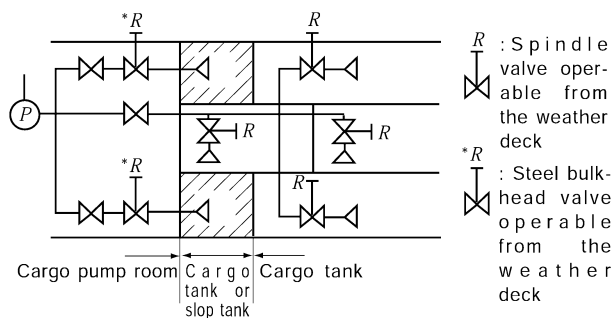 *R
R
: Spindle
valve oper-
able from
the weather
deck
R
P
R
R
*R
R
*R
: Steel bulk-
head valve
operable
from the
weather
deck
Cargo pump room
Cargo
tank or
slop tank
Cargo tank